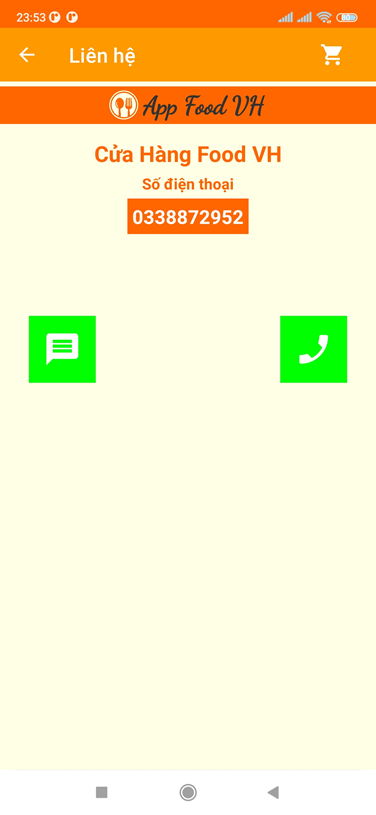 23:53
80
Liên hệ
App Food VH
Cửa Hàng Food VH
Số điện thoại
0338872952